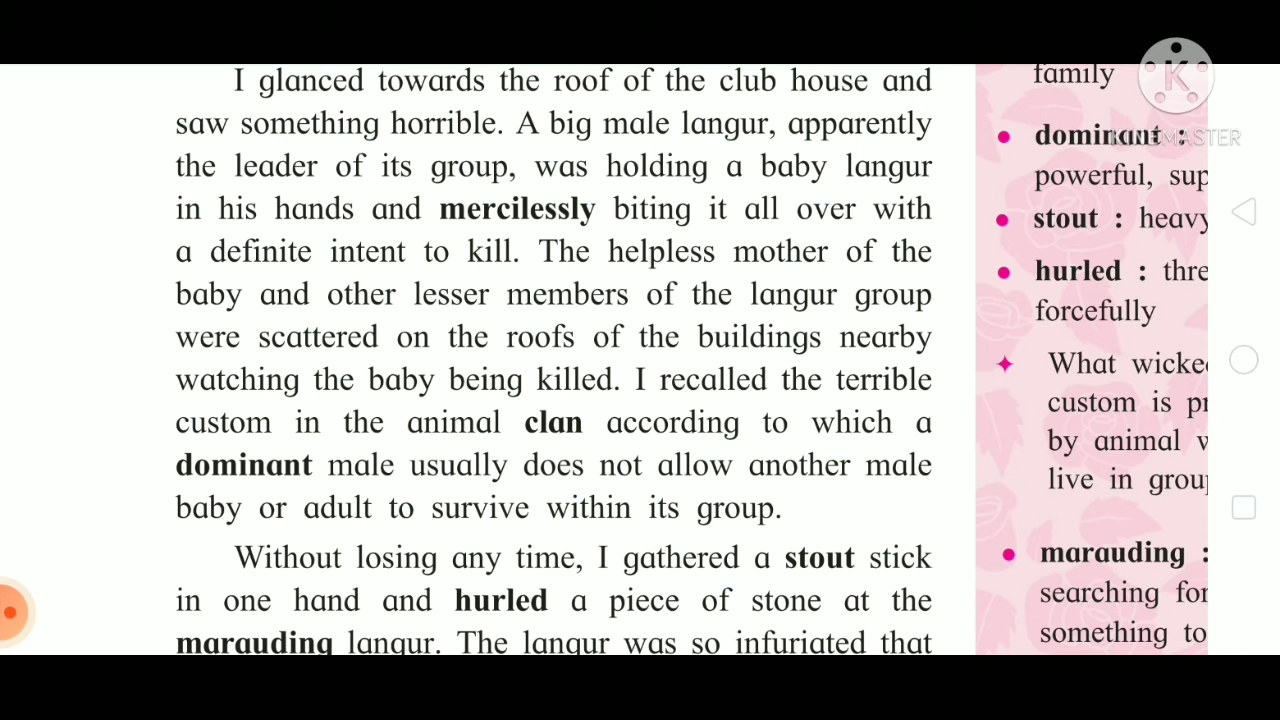 I glanced towards the roof of the club house and
saw something horrible. A big male langur, apparently
the leader of its group, was holding a baby langur
in his hands and mercilessly biting it all over with
a definite intent to kill. The helpless mother of the
baby and other lesser members of the langur group
were scattered on the roofs of the buildings nearby
watching the baby being killed. I recalled the terrible
custom in the animal clan according to which a
dominant male usually does not allow another male
baby or adult to survive within its group.
Without losing any time, I gathered a stout stick
in one hand and hurled a piece of stone at the
marauding langur. The langur was so infuriated that
family
dominant :
powerful, sup
stout : heavy
hurled : thre
forcefully
What wicked
custom is pr
by animal w
live in group
marauding :
searching for
something to
K
KINEMASTER